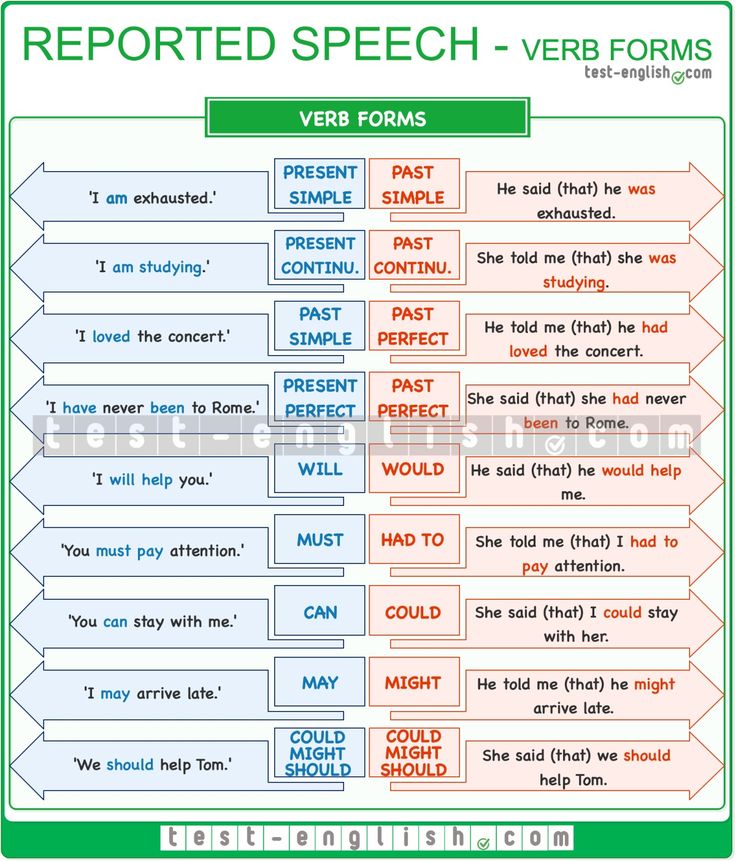 REPORTED SPEECH - VERB FORMS
test-english.com
VERB FORMS
'I am exhausted.'
PRESENT
SIMPLE
PAST
SIMPLE
He said (that) he was
exhausted.
'I am studying.'
PRESENT
CONTINU.
PAST
CONTINU.
She told me (that) she was
studying.
'I loved the concert.'
PAST
SIMPLE
PAST
PERFECT
He told me (that) he had
loved the concert.
'I have never been to Rome.'
PRESENT
PERFECT
PAST
PERFECT
She said (that) she had never
been to Rome.
test-english.com
'I will help you.'
WILL
WOULD
He said (that) he would help
me.
'You must pay attention.'
MUST
HAD TO
She told me (that) I had to
pay attention.
'You can stay with me.'
CAN
COULD
She said (that) I could stay
with her.
'I may arrive late.'
MAY
MIGHT
He told me (that) he might
arrive late.
'We should help Tom.'
COULD
MIGHT
SHOULD
COULD
MIGHT
SHOULD
She said (that) we should
help Tom.
test-english.com